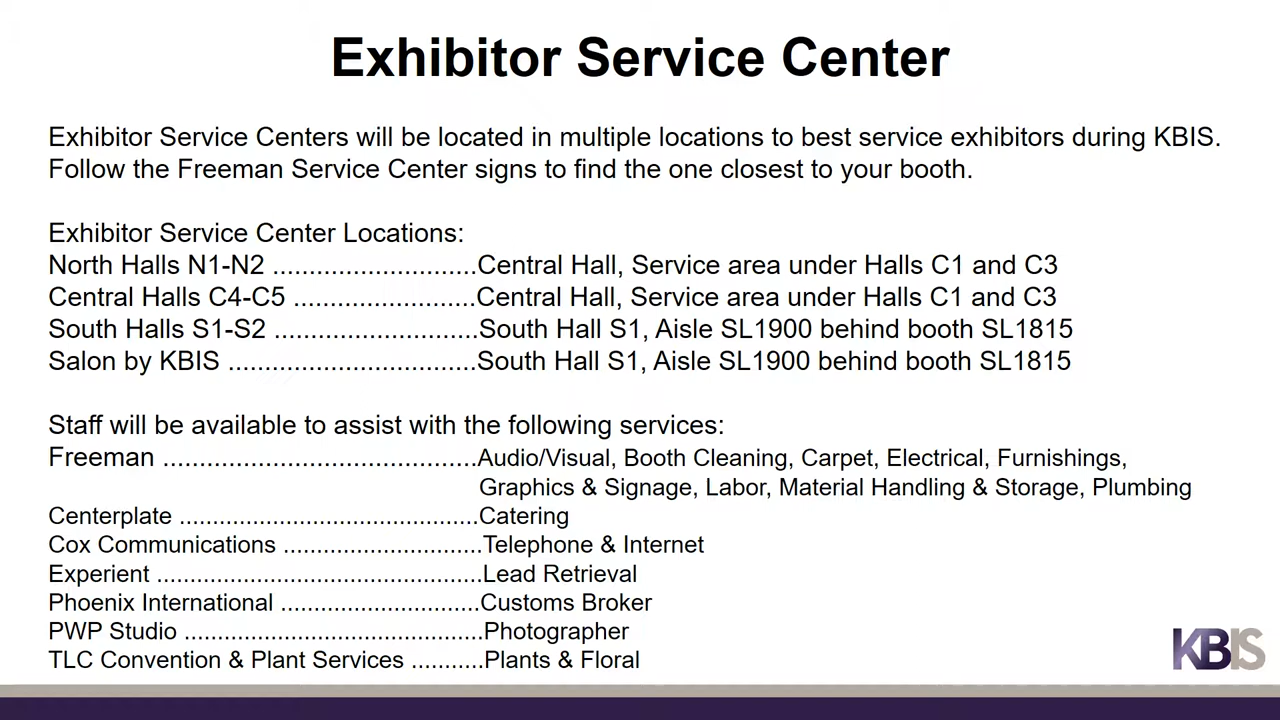 Exhibitor Service Center
Exhibitor Service Centers will be located in multiple locations to best service exhibitors during KBIS.
Follow the Freeman Service Center signs to find the one closest to your booth.
Exhibitor Service Center Locations:
North Halls N1-N2 ............................Central Hall, Service area under Halls C1 and C3
Central Halls C4-C5 .........................Central Hall, Service area under Halls C1 and C3
South Halls S1-S2 ............................South Hall S1, Aisle SL1900 behind booth SL1815
Salon by KBIS ..................................South Hall S1, Aisle SL1900 behind booth SL1815
Staff will be available to assist with the following services:
Freeman ...........................................Audio/Visual, Booth Cleaning, Carpet, Electrical, Furnishings,
Graphics & Signage, Labor, Material Handling & Storage, Plumbing
Centerplate .............................................Catering
Cox Communications ..............................Telephone & Internet
Experient .................................................Lead Retrieval
Phoenix International ..............................Customs Broker
PWP Studio .............................................Photographer
TLC Convention & Plant Services ...........Plants & Floral
KBIS